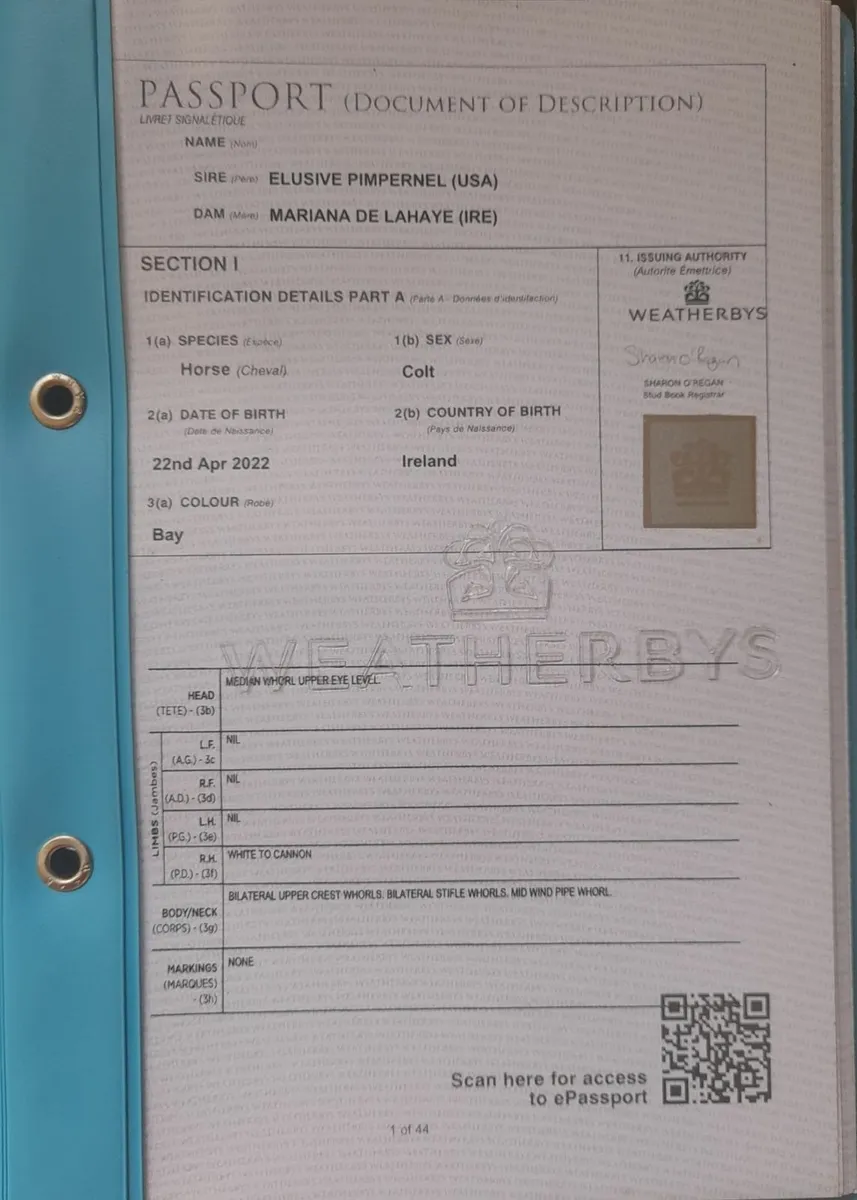 PASSPORT (DOCUMENT OF DESCRIPTION)
LIVRET SIGNALÉTIQUE
NAME (Nom)
SIRE (Père) ELUSIVE PIMPERNEL (USA)
DAM (Mère) MARIANA DE LAHAYE (IRE)
SECTION I
IDENTIFICATION DETAILS PART A (Partie A - Données d'identifaction)
1(a) SPECIES (Espèce)
Horse (Cheval)
1(b) SEX (Sexe)
Colt
2(a) DATE OF BIRTH
(Date de Naissance)
22nd Apr 2022
2(b) COUNTRY OF BIRTH
(Pays de Naissance)
Ireland
3(a) COLOUR (Robe)
Bay
11. ISSUING AUTHORITY
(Autorite Émettrice)
WEATHERBYS
Sharon O'Regan
SHARON O'REGAN
Stud Book Registrar
WEATHERBYS
HEAD
(TETE) - (3b)
MEDIAN WHORL UPPER EYE LEVEL.
LIMBS (Jambes)
L.F.
(A.G.) - 3c
NIL
R.F.
(A.D.) - (3d)
NIL
L.H.
(P.G.) - (3e)
NIL
R.H.
(P.D.) - (3f)
WHITE TO CANNON
BODY/NECK
(CORPS) - (3g)
BILATERAL UPPER CREST WHORLS. BILATERAL STIFLE WHORLS. MID WIND PIPE WHORL.
MARKINGS
(MARQUES)
- (3h)
NONE
Scan here for access
to ePassport
1 of 44